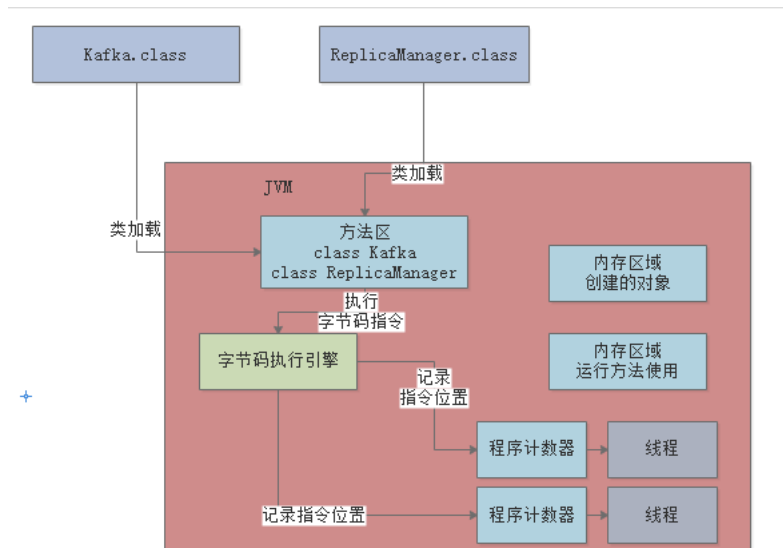 Kafka.class
ReplicaManager.class
JVM
类加载
类加载
方法区
class Kafka
class ReplicaManager
内存区域
创建的对象
执行
字节码指令
字节码执行引擎
内存区域
运行方法使用
记录
指令位置
程序计数器
线程
记录指令位置
程序计数器
线程